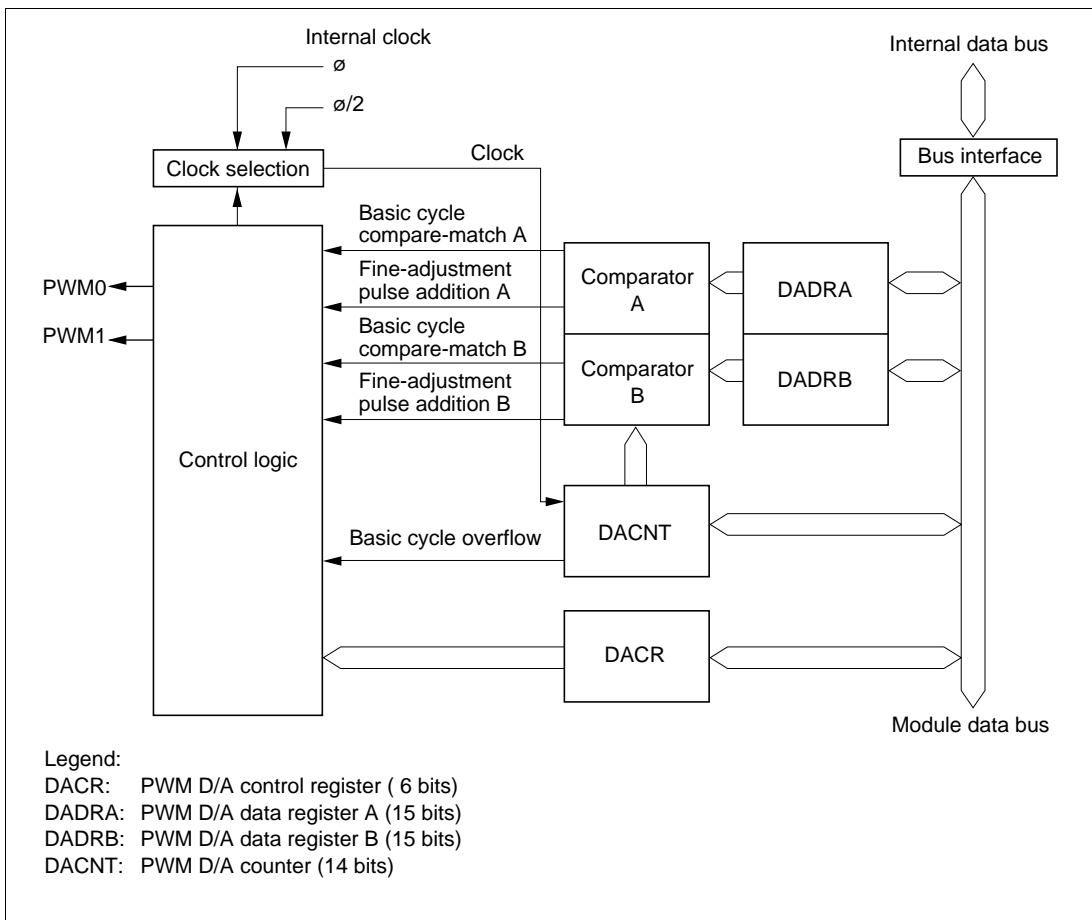 Internal clock
Internal data bus
ø
ø/2
Clock selection
Clock
Bus interface
Basic cycle
compare-match A
Fine-adjustment
pulse addition A
Basic cycle
compare-match B
Fine-adjustment
pulse addition B
PWM0
PWM1
Comparator
A
DADRA
Comparator
B
DADRB
Control logic
Basic cycle overflow
DACNT
DACR
Module data bus
Legend:
DACR: PWM D/A control register ( 6 bits)
DADRA: PWM D/A data register A (15 bits)
DADRB: PWM D/A data register B (15 bits)
DACNT: PWM D/A counter (14 bits)